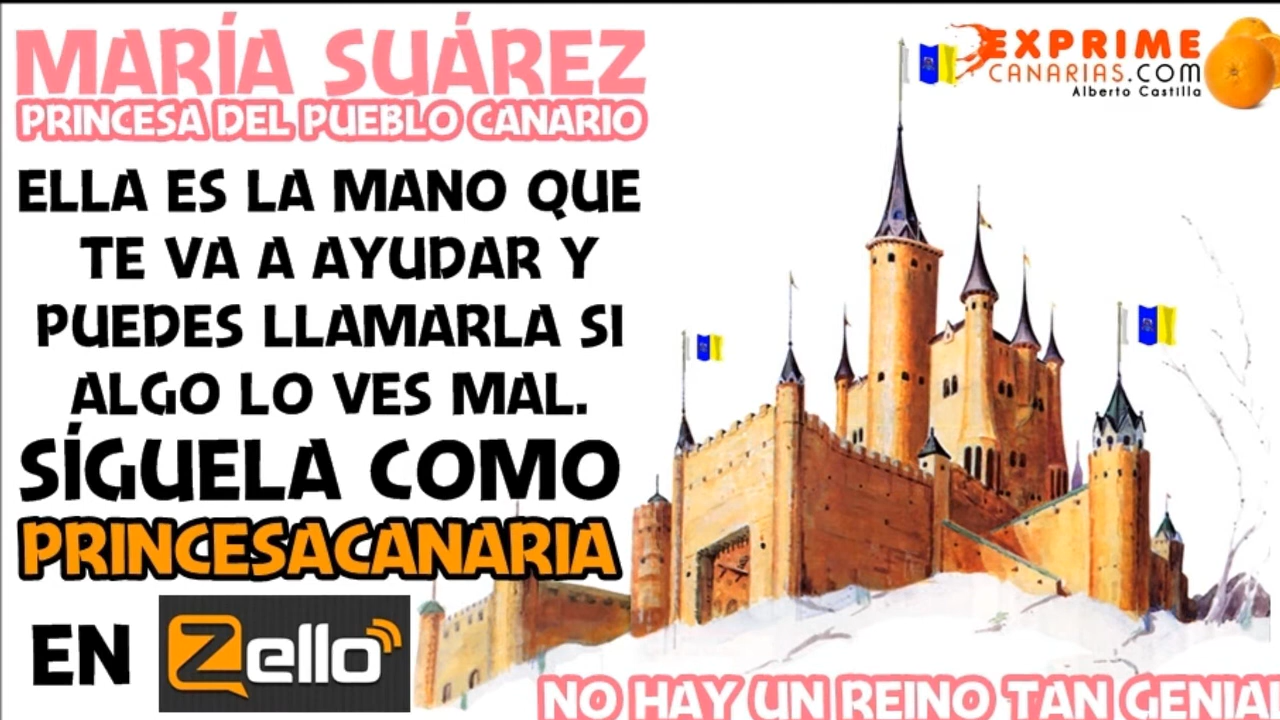 MARÍA SUÁREZ
PRINCESA DEL PUEBLO CANARIO
ELLA ES LA MANO QUE
TE VA A AYUDAR Y
PUEDES LLAMARLA SI
ALGO LO VES MAL.
SÍGUELA COMO
PRINCESACANARIA
EN Zello
EXPRIME
CANARIAS.COM
Alberto Castilla
NO HAY UN REINO TAN GENIAL